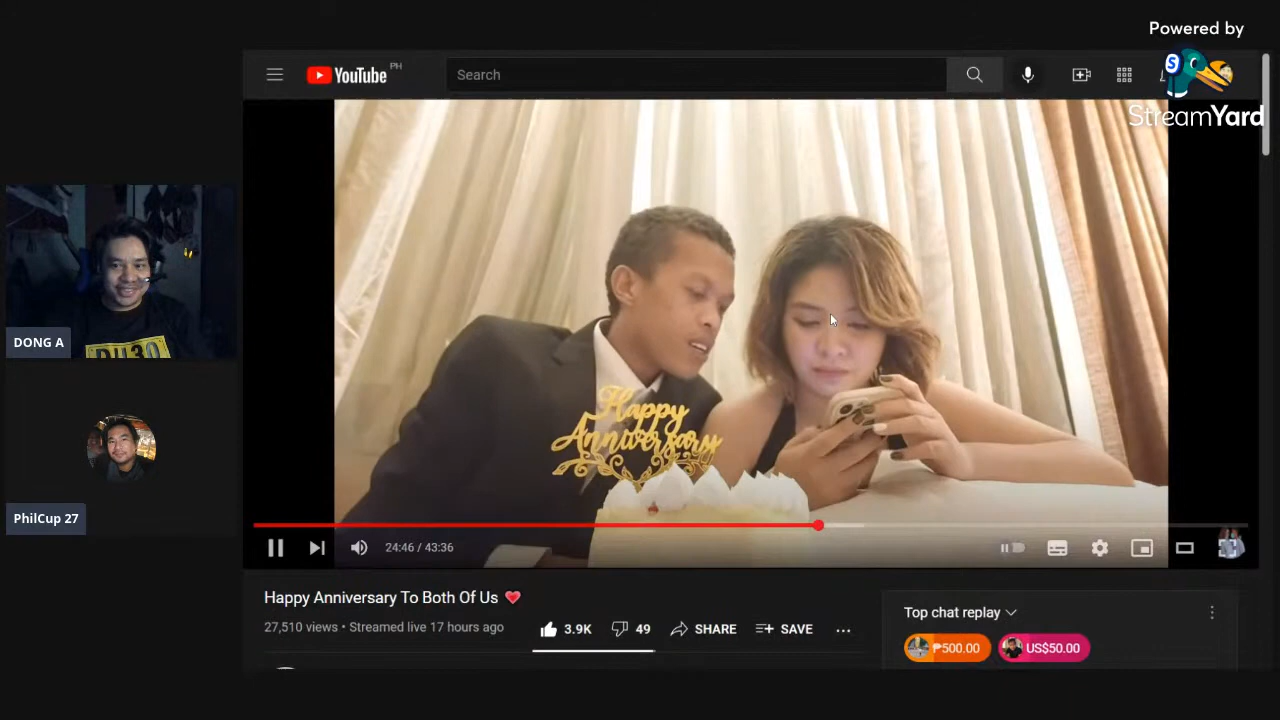 Powered by
StreamYard
YouTube PH
Search
DONG A
DU30
PhilCup 27
Happy
Anniversary
24:46 / 43:36
Happy Anniversary To Both Of Us ❤️
27,510 views • Streamed live 17 hours ago
3.9K
49
SHARE
SAVE
Top chat replay
₱500.00
US$50.00